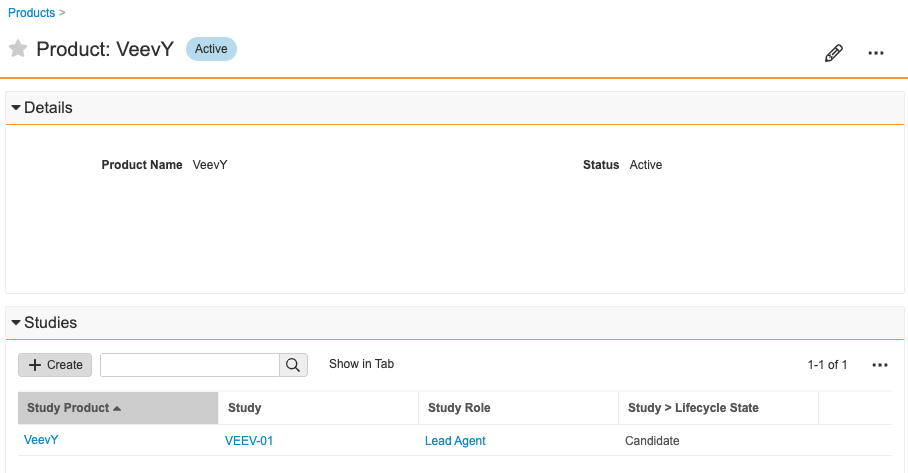 Products >
Product: VeevY Active
Details
Product Name VeevY Status Active
Studies
Create Show in Tab 1-1 of 1
Study Product Study Study Role Study > Lifecycle State
VeevY VEEV-01 Lead Agent Candidate